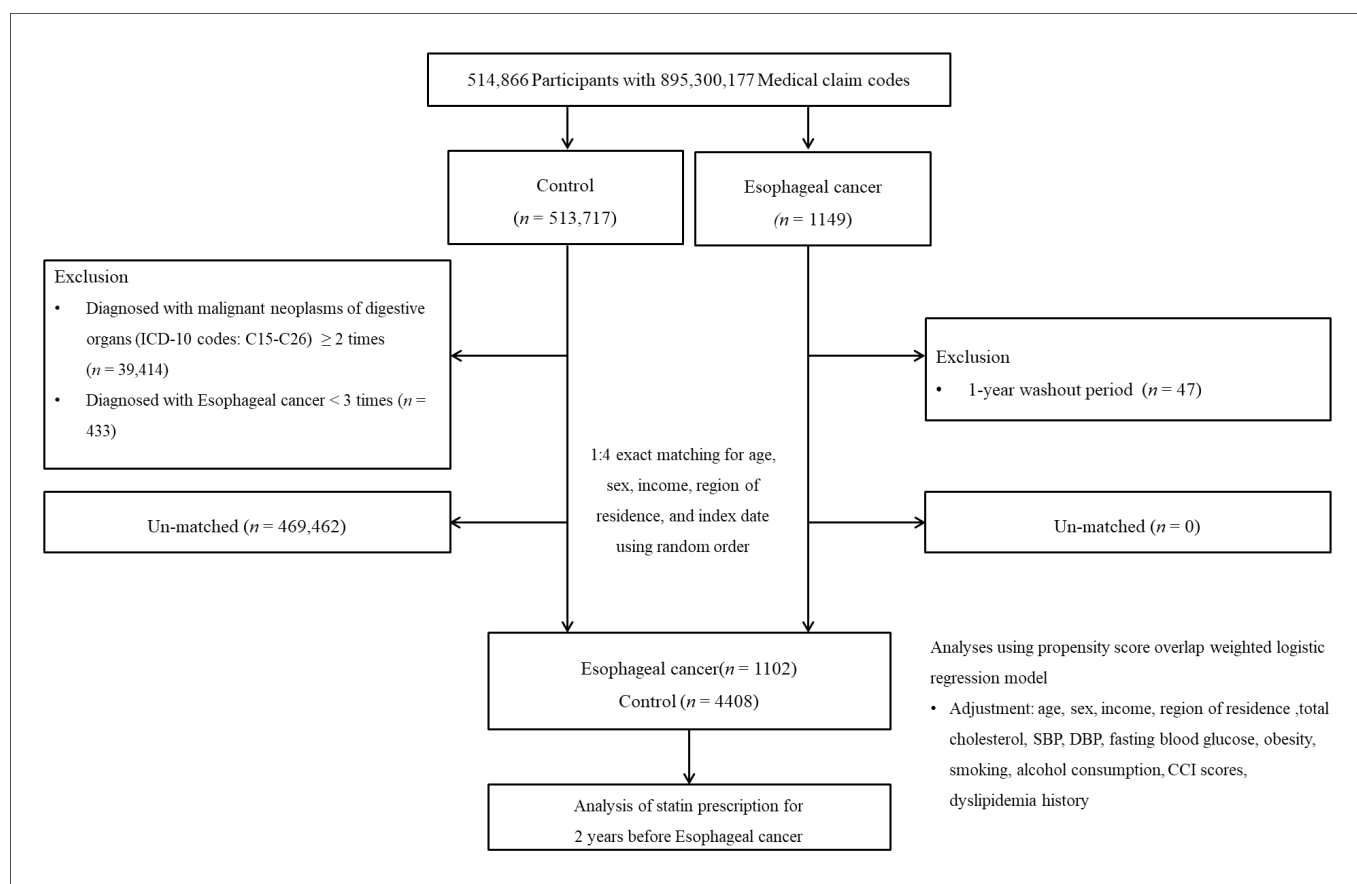 514,866 Participants with 895,300,177 Medical claim codes
Control
(n = 513,717)
Esophageal cancer
(n = 1149)
Exclusion
• Diagnosed with malignant neoplasms of digestive
organs (ICD-10 codes: C15-C26) ≥ 2 times
(n = 39,414)
• Diagnosed with Esophageal cancer < 3 times (n =
433)
Exclusion
• 1-year washout period (n = 47)
1:4 exact matching for age,
sex, income, region of
residence, and index date
using random order
Un-matched (n = 469,462)
Un-matched (n = 0)
Esophageal cancer(n = 1102)
Control (n = 4408)
Analyses using propensity score overlap weighted logistic
regression model
• Adjustment: age, sex, income, region of residence ,total
cholesterol, SBP, DBP, fasting blood glucose, obesity,
smoking, alcohol consumption, CCI scores,
dyslipidemia history
Analysis of statin prescription for
2 years before Esophageal cancer